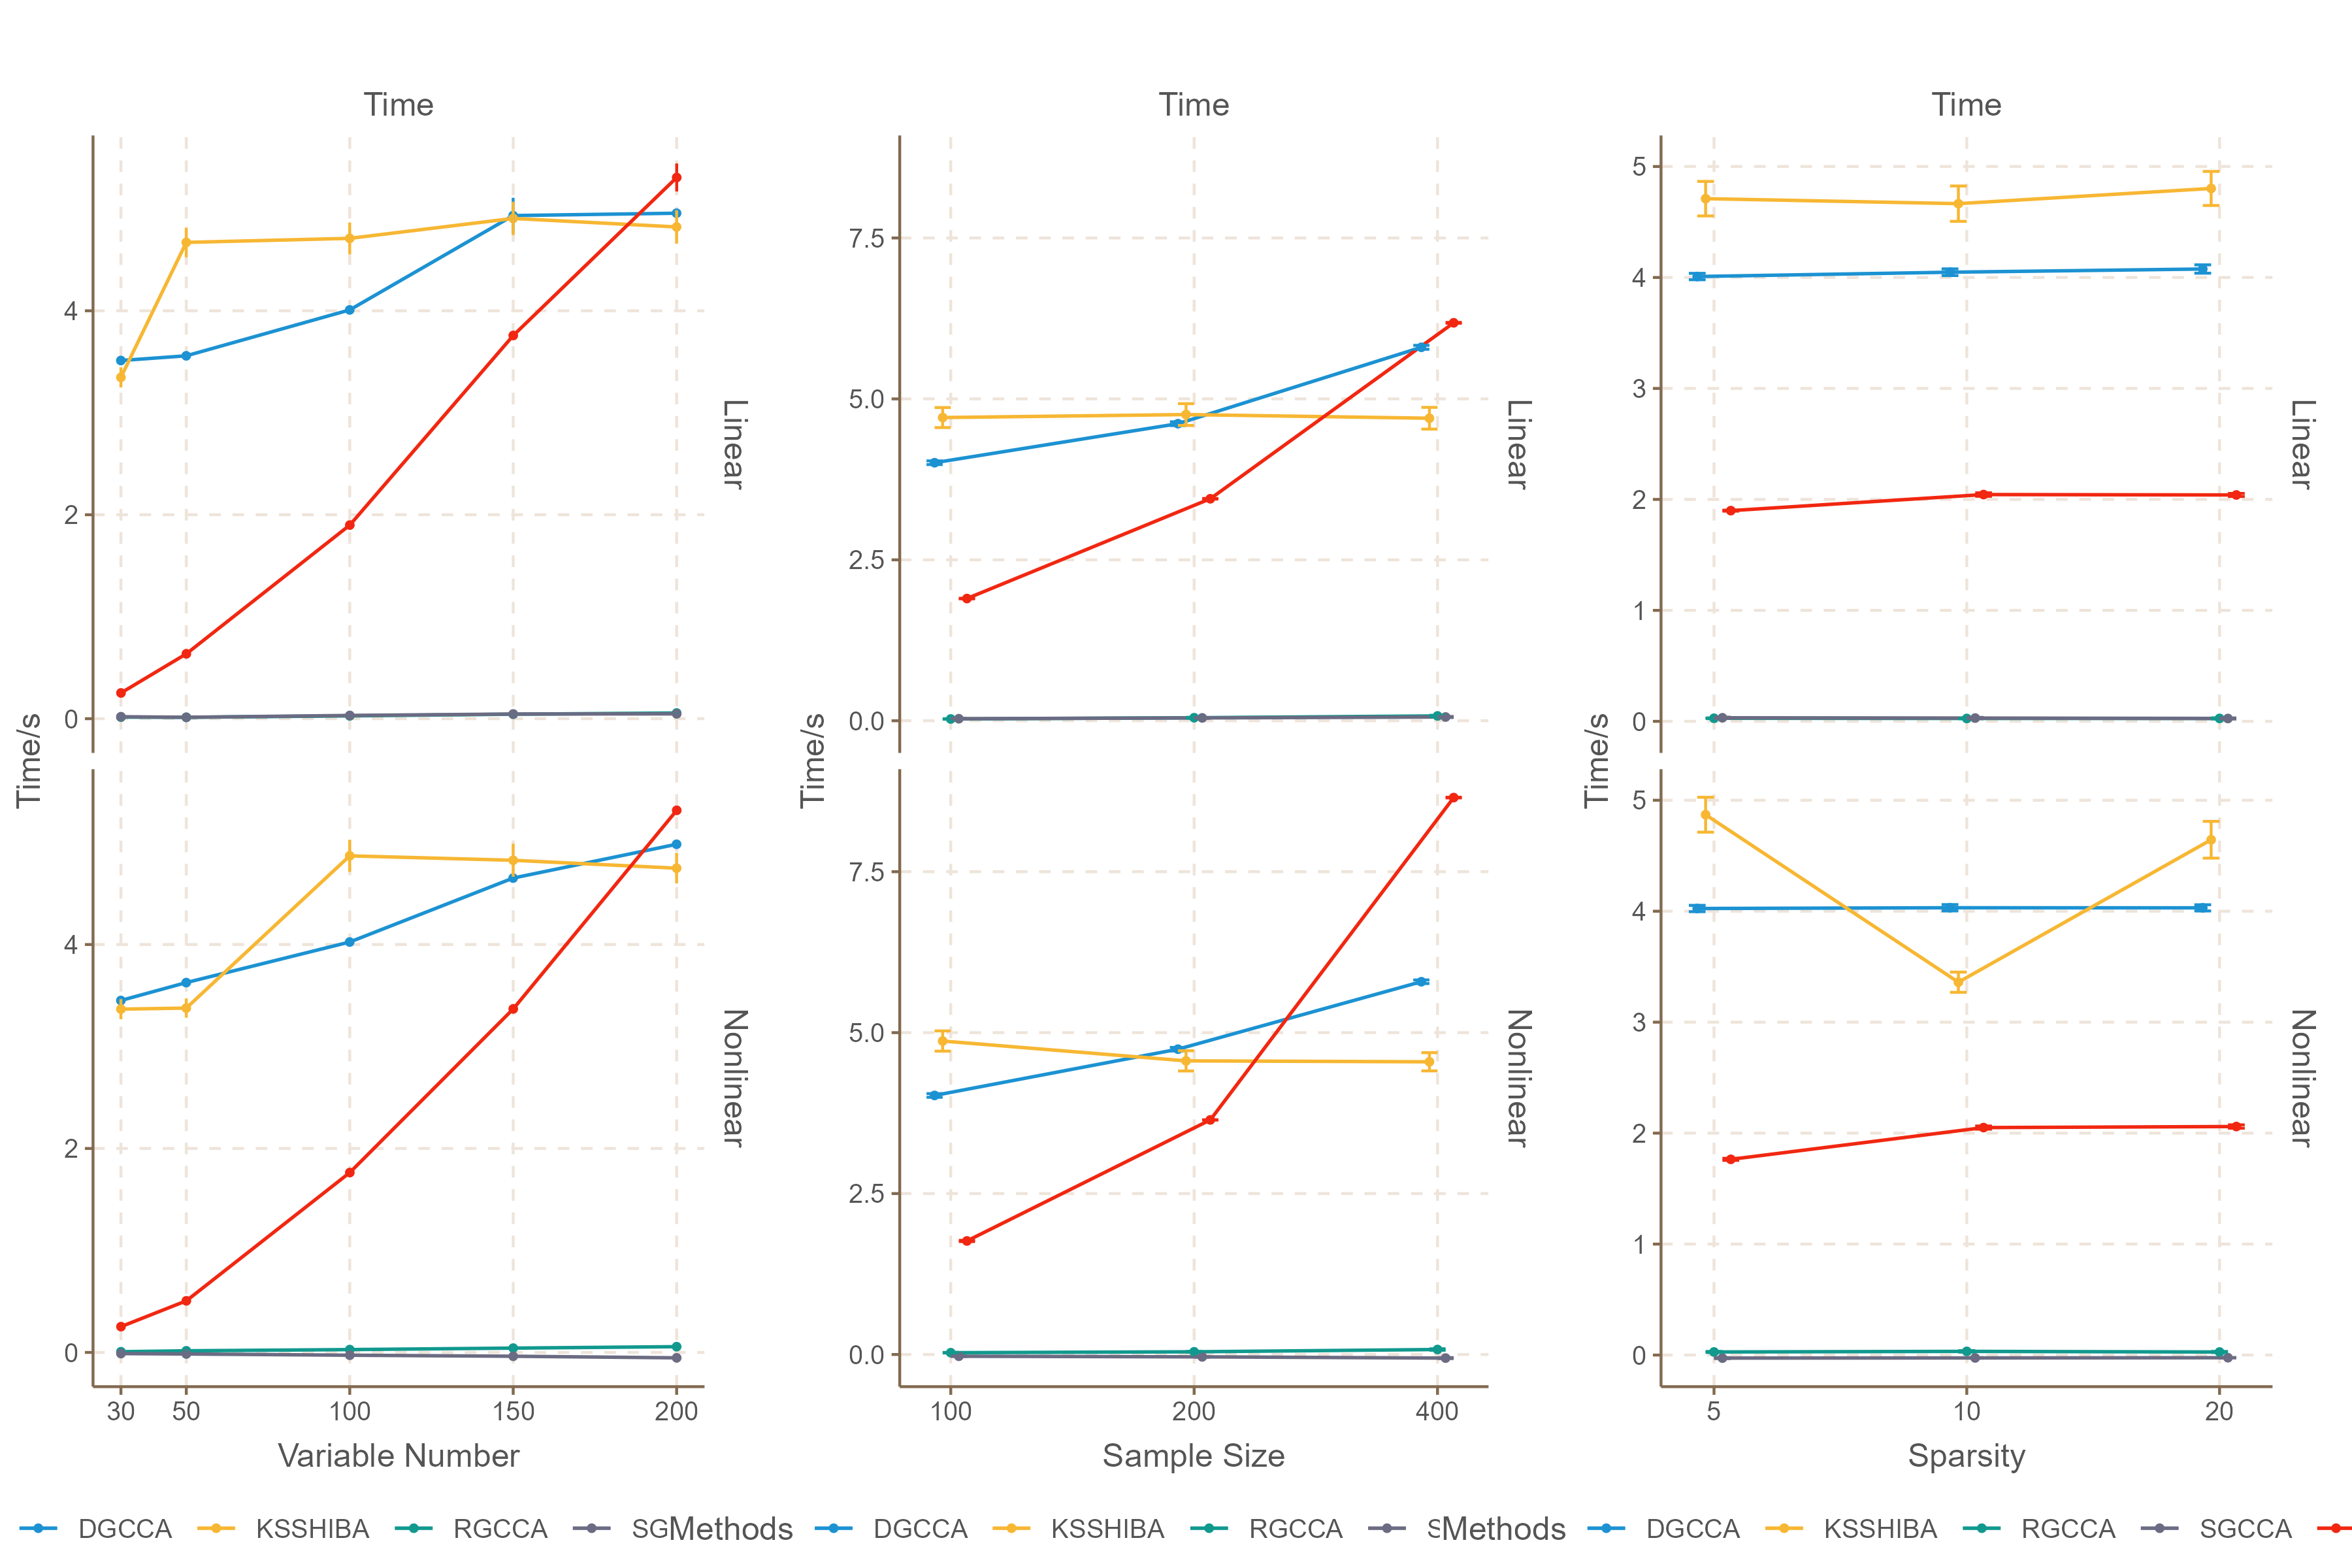 Time
Time
Time
Time/s
4
2
0
Linear
4
2
0
Nonlinear
30 50 100 150 200
Variable Number
Time/s
7.5
5.0
2.5
0.0
Linear
7.5
5.0
2.5
0.0
Nonlinear
100 200 400
Sample Size
Time/s
5
4
3
2
1
0
Linear
5
4
3
2
1
0
Nonlinear
5 10 20
Sparsity
DGCCA KSSHIBA RGCCA SG
Methods DGCCA KSSHIBA RGCCA S
Methods DGCCA KSSHIBA RGCCA SGCCA